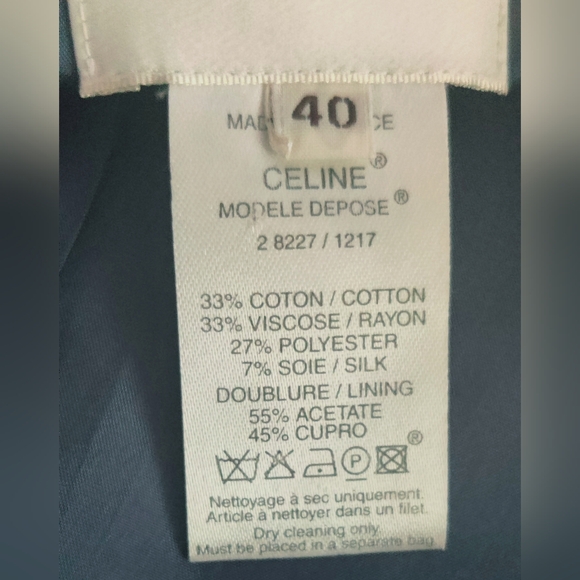 40
CELINE®
MODELE DEPOSE®
2 8227 / 1217
33% COTON / COTTON
33% VISCOSE / RAYON
27% POLYESTER
7% SOIE / SILK
DOUBLURE / LINING
55% ACETATE
45% CUPRO
®
P
Nettoyage à sec uniquement.
Article à nettoyer dans un filet.
Dry cleaning only.
Must be placed in a separate bag